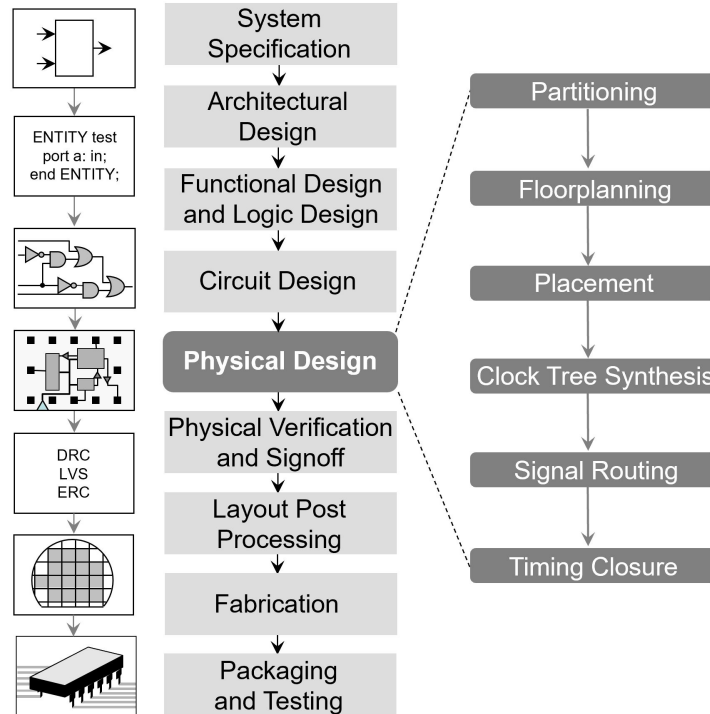 System
Specification
Architectural
Design
Functional Design
and Logic Design
Circuit Design
Physical Design
Physical Verification
and Signoff
Layout Post
Processing
Fabrication
Packaging
and Testing
ENTITY test
port a: in;
end ENTITY;
DRC
LVS
ERC
Partitioning
Floorplanning
Placement
Clock Tree Synthesis
Signal Routing
Timing Closure